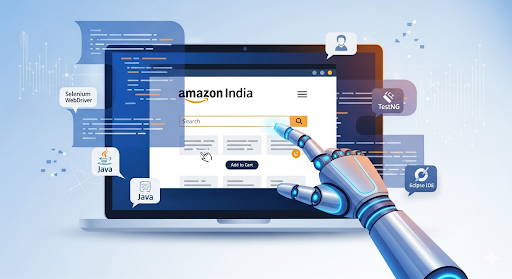 amazon India
Search
Add to Cart
Selenium
WebDriver
TestNG
Java
Java
Eclipse IDE